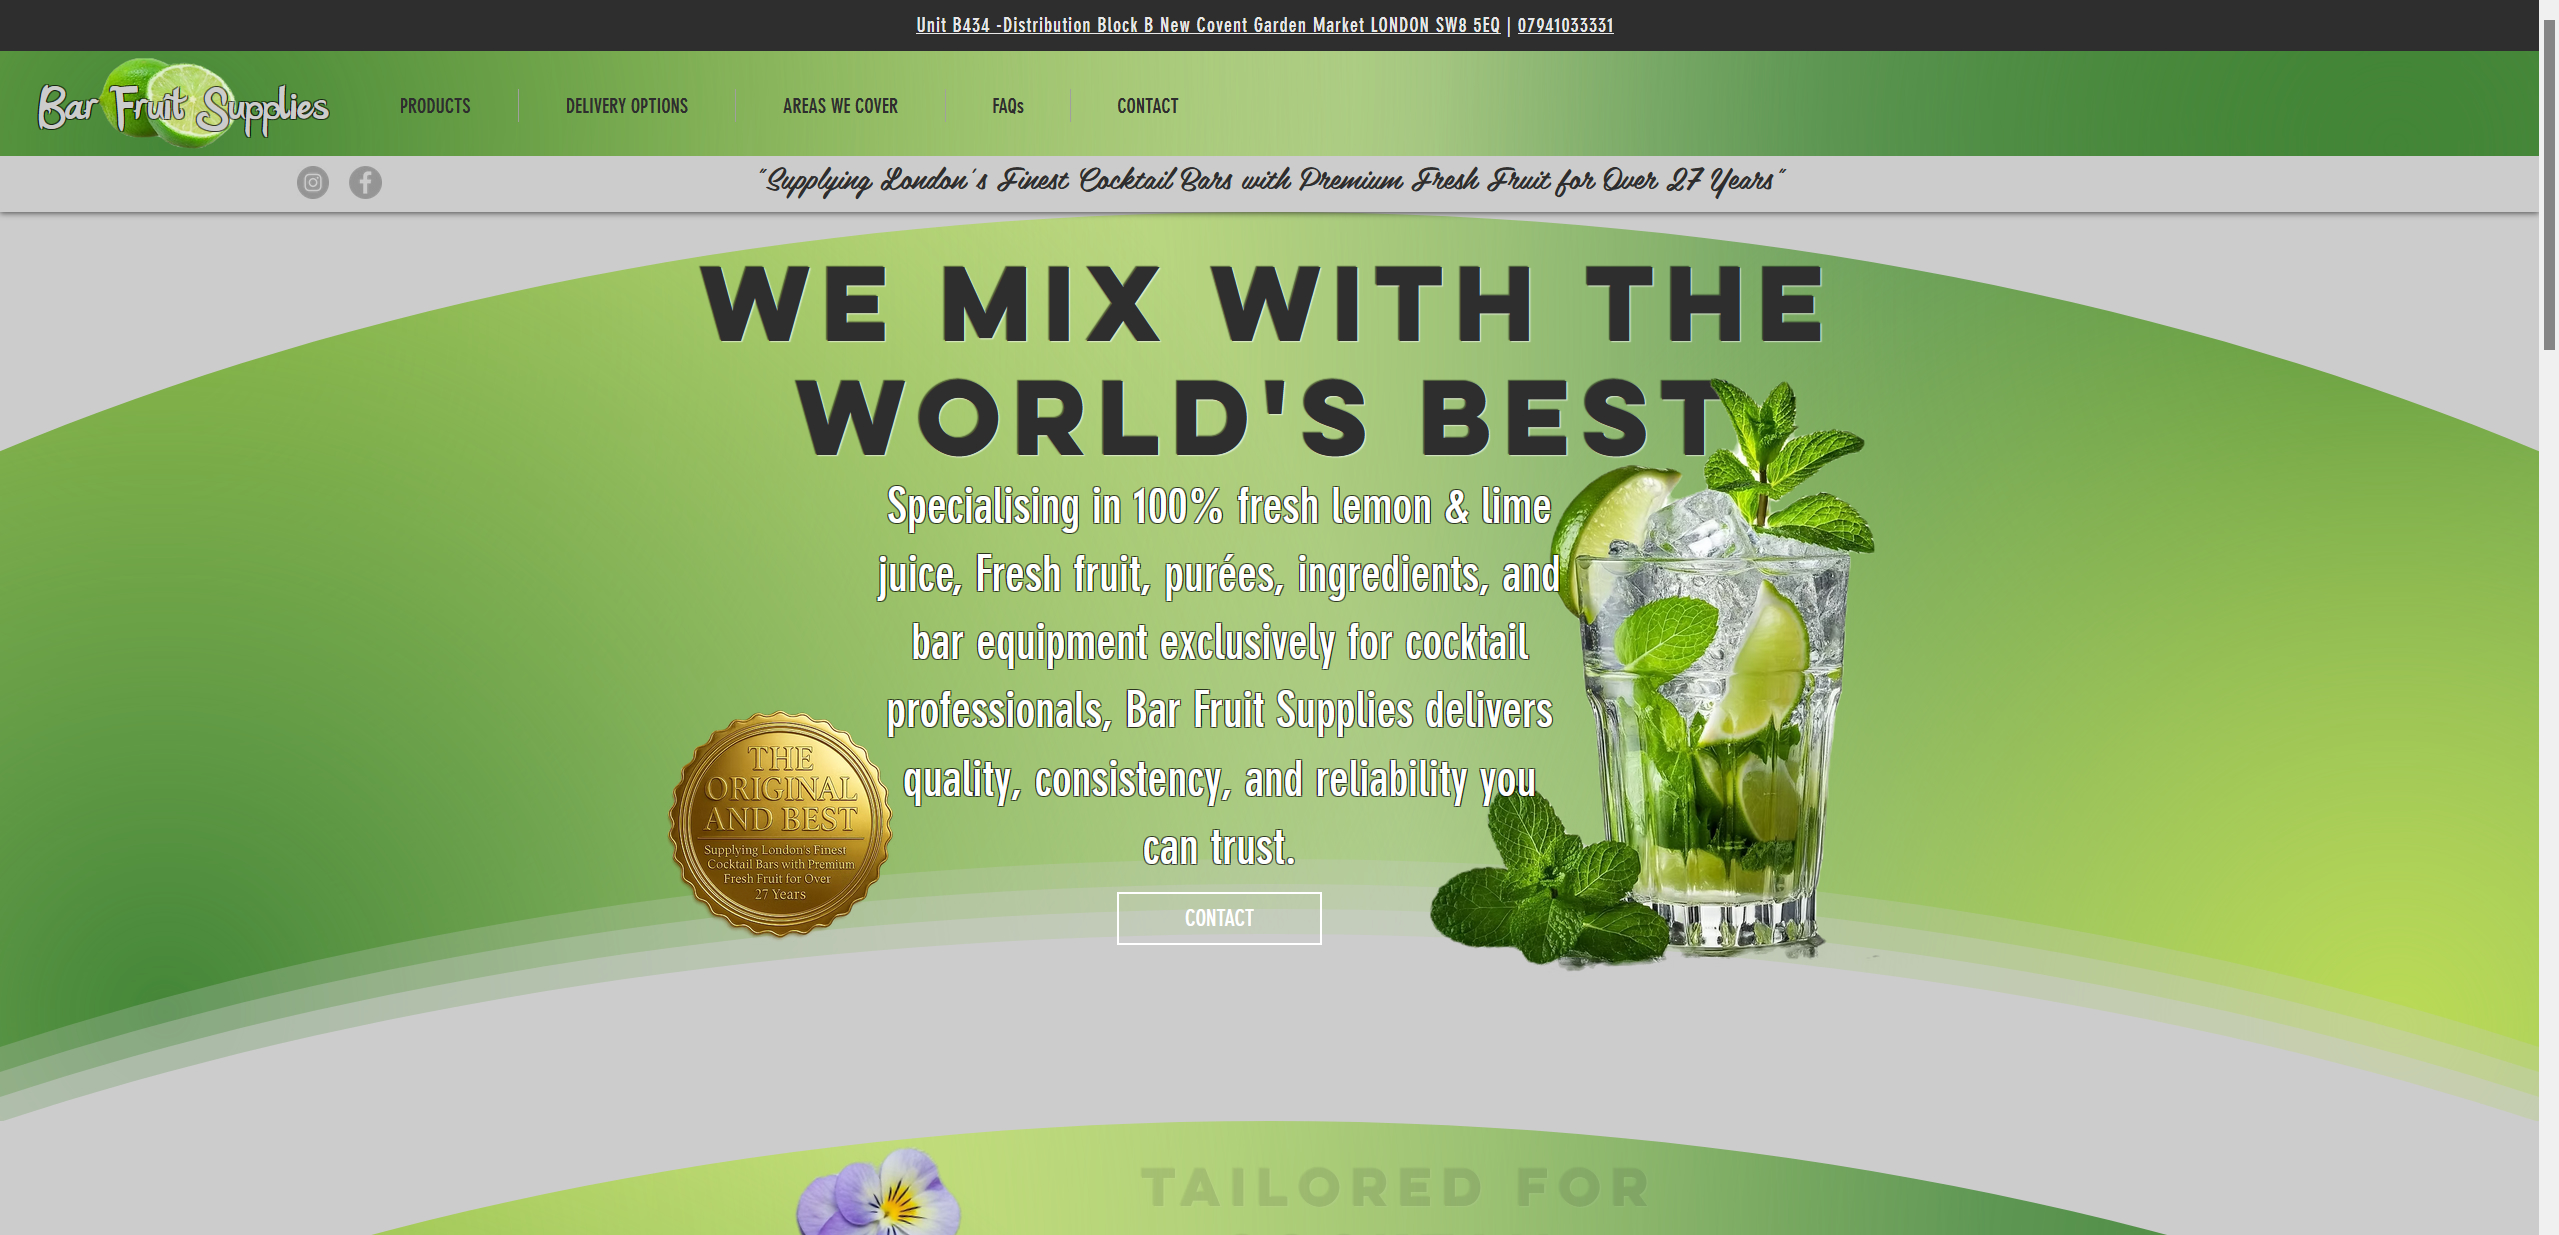 Unit B434 -Distribution Block B New Covent Garden Market LONDON SW8 5EQ | 07941033331
Bar Fruit Supplies
PRODUCTS
DELIVERY OPTIONS
AREAS WE COVER
FAQs
CONTACT
"Supplying London's Finest Cocktail Bars with Premium Fresh Fruit for Over 27 Years"
WE MIX WITH THE
WORLD'S BEST
Specialising in 100% fresh lemon & lime
juice, Fresh fruit, purées, ingredients, and
bar equipment exclusively for cocktail
professionals, Bar Fruit Supplies delivers
quality, consistency, and reliability you
can trust.
THE
ORIGINAL
AND BEST
Supplying London's Finest
Cocktail Bars with Premium
Fresh Fruit for Over
27 Years
CONTACT
TAILORED FOR